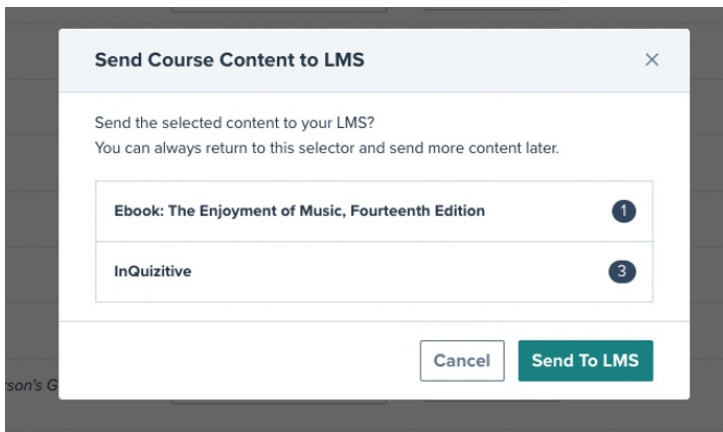 Send Course Content to LMS
Send the selected content to your LMS?
You can always return to this selector and send more content later.
Ebook: The Enjoyment of Music, Fourteenth Edition 1
InQuizitive 3
Cancel Send To LMS
son's G